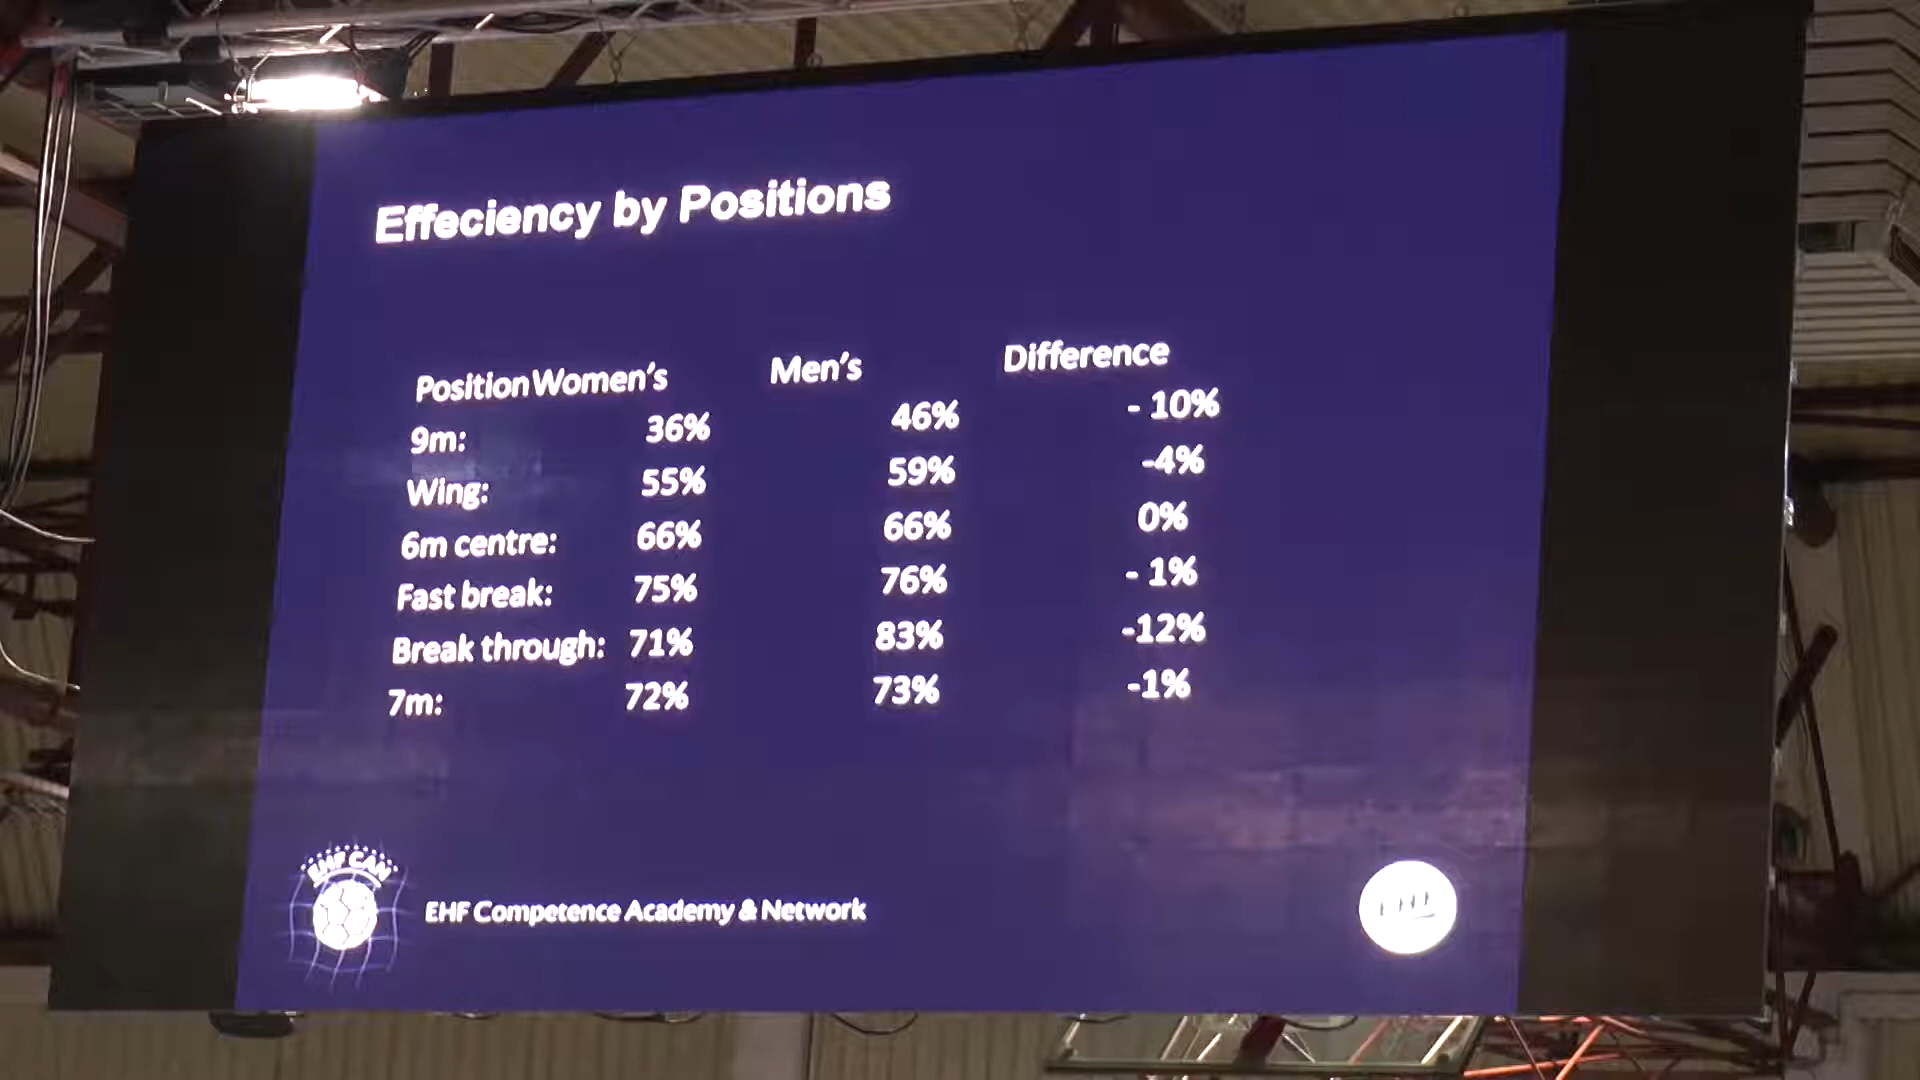 Effeciency by Positions
Position Women's Men's Difference
9m: 36% 46% - 10%
Wing: 55% 59% -4%
6m centre: 66% 66% 0%
Fast break: 75% 76% - 1%
Break through: 71% 83% -12%
7m: 72% 73% -1%
EHF CAN
EHF Competence Academy & Network
EHF